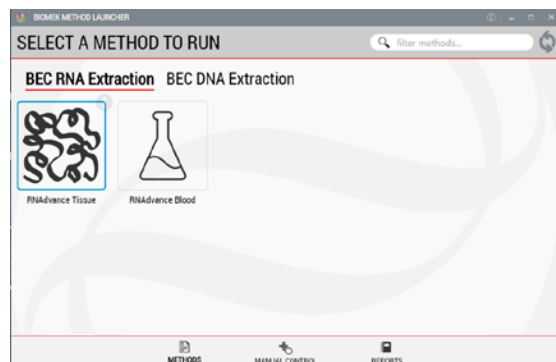 BIOMEK METHOD LAUNCHER
SELECT A METHOD TO RUN
filter methods...
BEC RNA Extraction BEC DNA Extraction
RNAdvance Tissue RNAdvance Blood
METHODS MANUAL CONTROL REPORTS